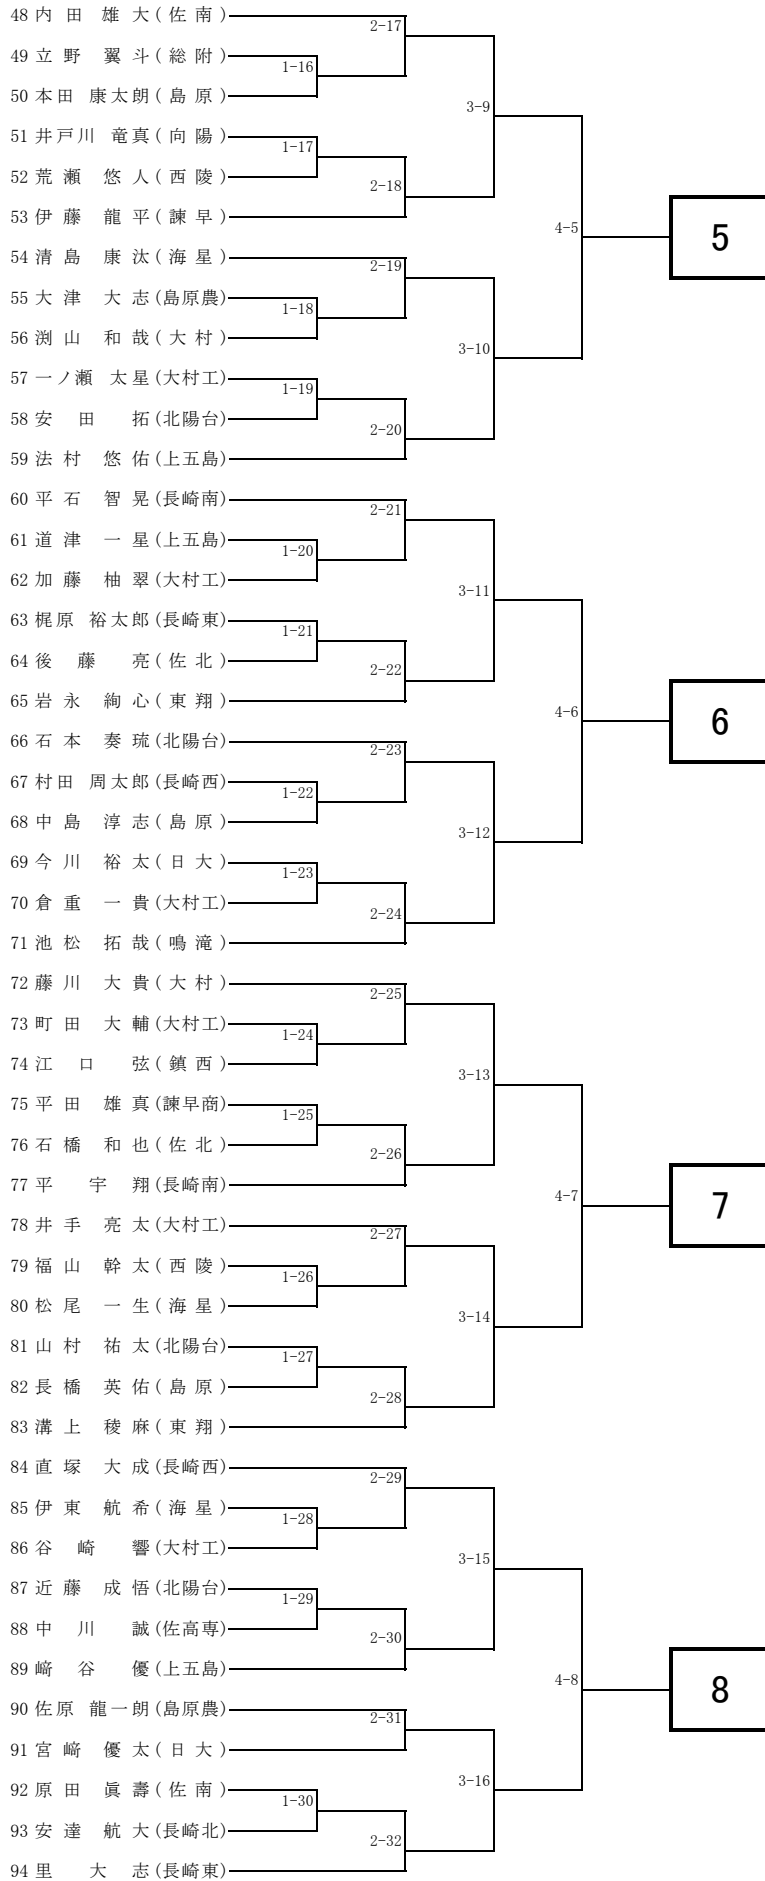 48 内田 雄大(佐南)
2-17
49 立野 翼斗(総附)
1-16
50 本田 康太朗(島原)
3-9
51 井戸川 竜真(向陽)
1-17
52 荒瀬 悠人(西陵)
2-18
53 伊藤 龍平(諫早)
4-5
5
54 清島 康汰(海星)
2-19
55 大津 大志(島原農)
1-18
56 渕山 和哉(大村)
3-10
57 一ノ瀬 太星(大村工)
1-19
58 安田 拓(北陽台)
2-20
59 法村 悠佑(上五島)
60 平石 智晃(長崎南)
2-21
61 道津 一星(上五島)
1-20
62 加藤 柚翠(大村工)
3-11
63 梶原 裕太郎(長崎東)
1-21
64 後藤 亮(佐北)
2-22
65 岩永 絢心(東翔)
4-6
6
66 石本 奏琉(北陽台)
2-23
67 村田 周太郎(長崎西)
1-22
68 中島 淳志(島原)
3-12
69 今川 裕太(日大)
1-23
70 倉重 一貴(大村工)
2-24
71 池松 拓哉(鳴滝)
72 藤川 大貴(大村)
2-25
73 町田 大輔(大村工)
1-24
74 江口 弦(鎮西)
3-13
75 平田 雄真(諫早商)
1-25
76 石橋 和也(佐北)
2-26
77 平 宇翔(長崎南)
4-7
7
78 井手 亮太(大村工)
2-27
79 福山 幹太(西陵)
1-26
80 松尾 一生(海星)
3-14
81 山村 祐太(北陽台)
1-27
82 長橋 英佑(島原)
2-28
83 溝上 稜麻(東翔)
84 直塚 大成(長崎西)
2-29
85 伊東 航希(海星)
1-28
86 谷崎 響(大村工)
3-15
87 近藤 成悟(北陽台)
1-29
88 中川 誠(佐高専)
2-30
89 﨑谷 優(上五島)
4-8
8
90 佐原 龍一朗(島原農)
2-31
91 宮﨑 優太(日大)
3-16
92 原田 眞壽(佐南)
1-30
93 安達 航大(長崎北)
2-32
94 里 大志(長崎東)